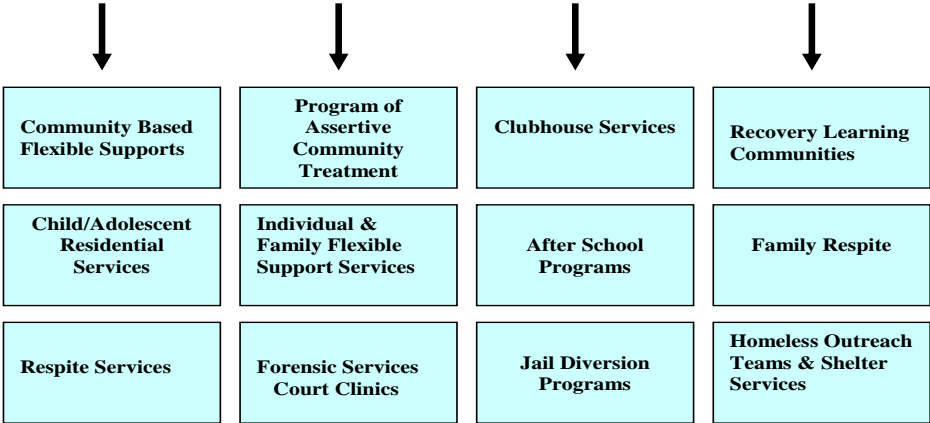 Community Based
Flexible Supports
Program of
Assertive
Community
Treatment
Clubhouse Services
Recovery Learning
Communities
Child/Adolescent
Residential
Services
Individual &
Family Flexible
Support Services
After School
Programs
Family Respite
Respite Services
Forensic Services
Court Clinics
Jail Diversion
Programs
Homeless Outreach
Teams & Shelter
Services